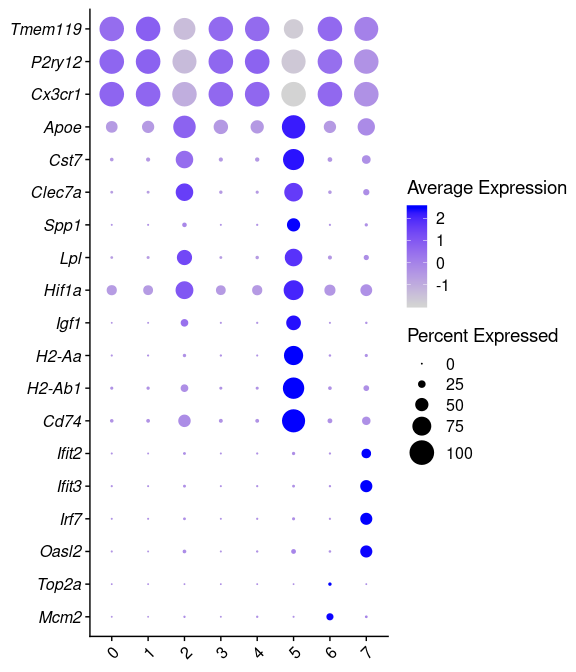 Tmem119
P2ry12
Cx3cr1
Apoe
Cst7
Clec7a
Spp1
Lpl
Hif1a
Igf1
H2-Aa
H2-Ab1
Cd74
Ifit2
Ifit3
Irf7
Oasl2
Top2a
Mcm2
0 1 2 3 4 5 6 7
Average Expression
2
1
0
-1
Percent Expressed
0
25
50
75
100